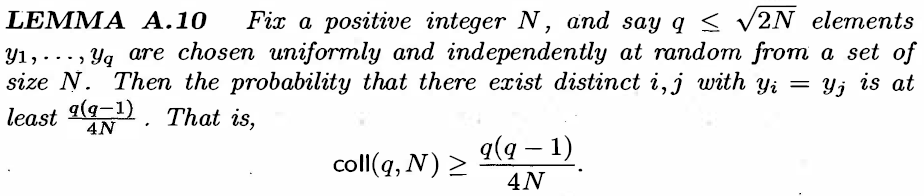 LEMMA A.10 Fix a positive integer N, and say q ≤ √2N elements
y₁, . . . , y_q are chosen uniformly and independently at random from a set of
size N. Then the probability that there exist distinct i, j with yᵢ = yⱼ is at
least q(q−1)/4N . That is,
coll(q, N) ≥ q(q − 1)/4N.